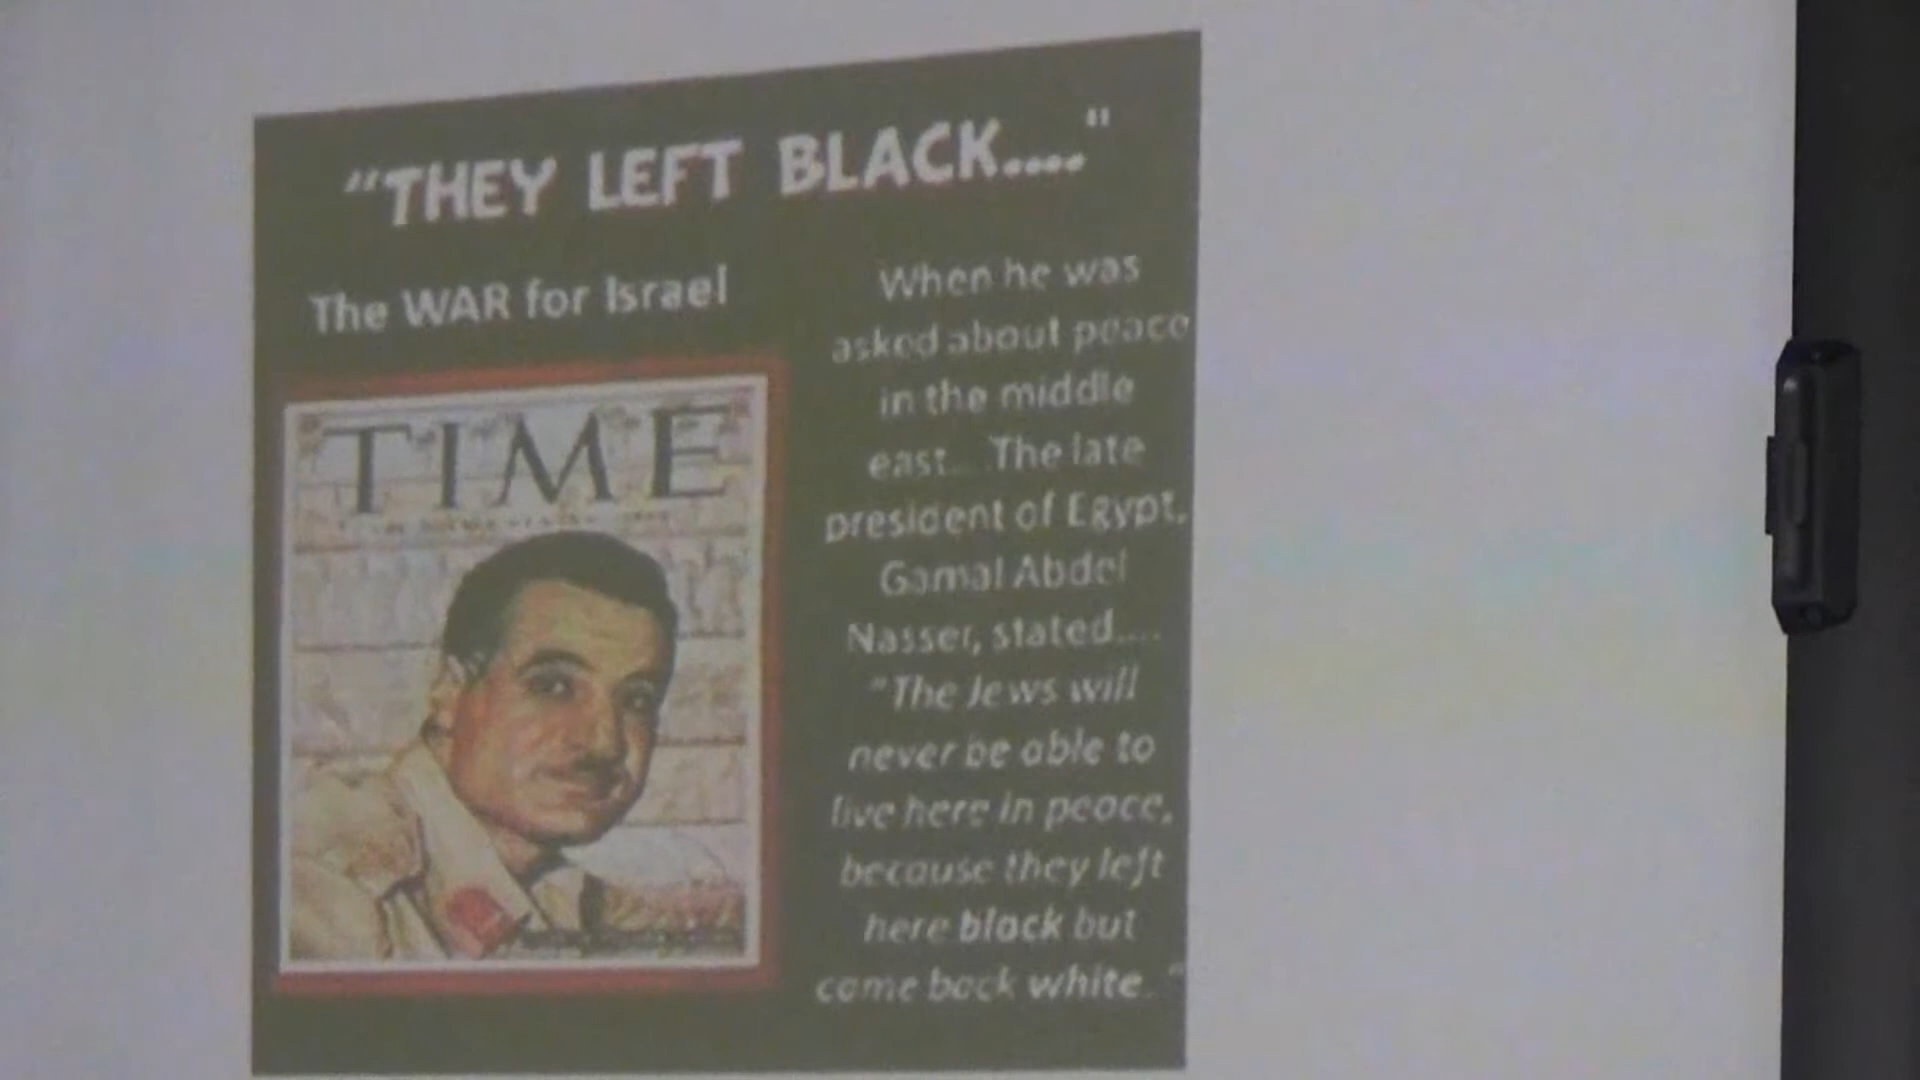 "THEY LEFT BLACK...."
The WAR for Israel
TIME
When he was
asked about peace
in the middle
east... The late
president of Egypt,
Gamal Abdel
Nasser, stated....
"The Jews will
never be able to
live here in peace,
because they left
here black but
come back white."